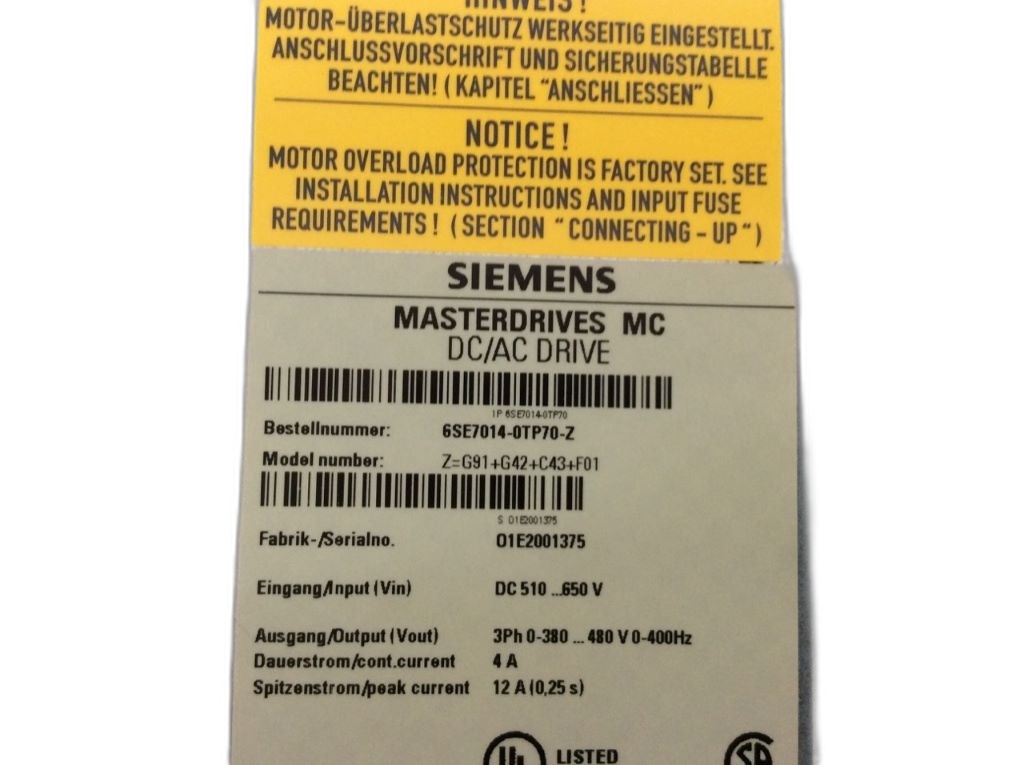 HINWEIS!
MOTOR-ÜBERLASTSCHUTZ WERKSEITIG EINGESTELLT.
ANSCHLUSSVORSCHRIFT UND SICHERUNGSTABELLE
BEACHTEN! (KAPITEL "ANSCHLIESSEN")
NOTICE!
MOTOR OVERLOAD PROTECTION IS FACTORY SET. SEE
INSTALLATION INSTRUCTIONS AND INPUT FUSE
REQUIREMENTS! (SECTION "CONNECTING-UP")
SIEMENS
MASTERDRIVES MC
DC/AC DRIVE
1P 6SE7014-0TP70
Bestellnummer: 6SE7014-0TP70-Z
Model number: Z=G91+G42+C43+F01
S 01E2001375
Fabrik-/Serialno. 01E2001375
Eingang/Input (Vin) DC 510 ...650 V
Ausgang/Output (Vout) 3Ph 0-380 ... 480 V 0-400Hz
Dauerstrom/cont.current 4 A
Spitzenstrom/peak current 12 A (0,25 s)
UL LISTED SA